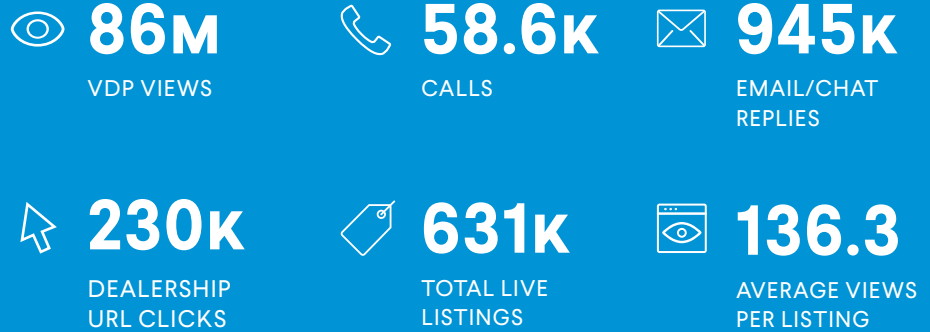 86M
VDP VIEWS
58.6K
CALLS
945K
EMAIL/CHAT
REPLIES
230K
DEALERSHIP
URL CLICKS
631K
TOTAL LIVE
LISTINGS
136.3
AVERAGE VIEWS
PER LISTING